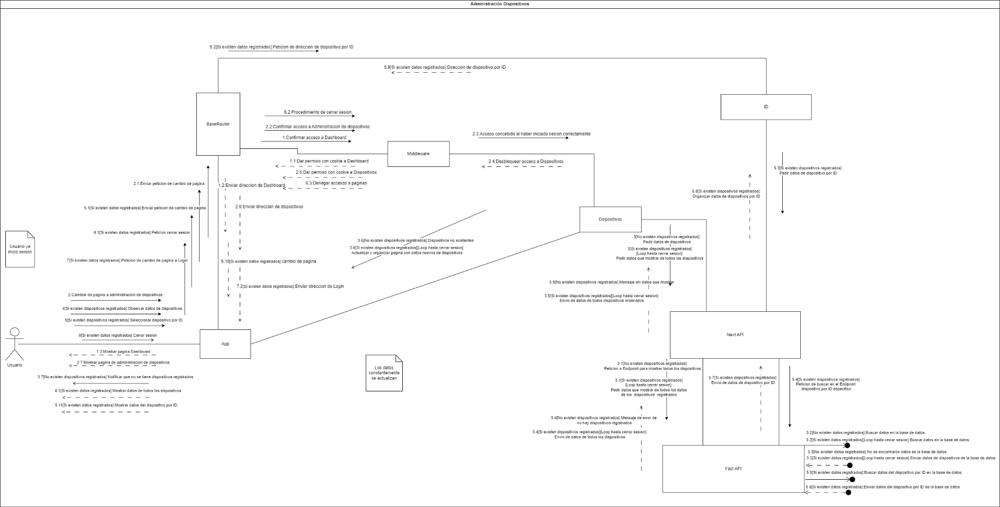 Administración Dispositivos
5.2[Si existen datos registrados]:Peticion de direccion de dispositivo por ID
5.9[Si existen datos registrados]:Direccion de dispositivo por ID
BaseRouter
ID
6.2:Procedimiento de cerrar sesion
2.2:Confirmar acceso a Administracion de dispositivos
1:Confirmar acceso a Dashboard
2.3:Acceso concebido al haber iniciado sesion correctamente
Middleware
1.1:Dar permiso con cookie a Dashboard
2.5:Dar permiso con cookie a Dispositivos
6.3:Denegar accesos a paginas
2.4:Desbloquear acceso a Dispositivos
5.3[Si existen dispositivos registrados]:
Pedir datos de dispositivo por ID
2.1:Enviar peticion de cambio de pagina
1.2:Enviar direccion de Dashboard
5.8[Si existen dispositivos registrados]:
Organizar datos de dispositivos por ID
5.1[Si existen datos registrados]:Enviar peticion de cambio de pagina
2.6:Enviar direccion de dispositivos
Dispositivos
6.1[Si existen datos registrados]:Peticion cerrar sesion
3.6[No existen dispositivos registrados]:Dispositivos no existentes
3.6[Si existen dispositivos registrados][Loop hasta cerrar sesion]:
Actualizar y organizar pagina con datos nuevos de dispositivos
3[No existen dispositivos registrados]:
Pedir datos de dispositivos
3[Si existen dispositivos registrados]
[Loop hasta cerrar sesion]:
Pedir datos que mostrar de todos los diapositivos
Usuario ya
inicio sesion
7[Si existen datos registrados]:Peticion de cambio de pagina a Login
5.10[Si existen datos registrados]:cambio de pagina
7.2[Si existen datos registrados]:Enviar direccion de Login
3.5[No existen dispositivos registrados]:Mensaje sin datos que mostrar
3.5[Si existen dispositivos registrados][Loop hasta cerrar sesion]:
Envio de datos de todos dispositivos ordenados
2:Cambiar de pagina a administracion de dispositivos
4[Si existen dispositivos registrados]:Observar datos de dispositivos
5[Si existen dispositivos registrados]:Seleccionar dispositivo por ID
6[Si existen datos registrados]:Cerrar sesion
Usuario
App
Next API
1.3:Mostrar pagina Dashboard
2.7:Mostrar pagina de administracion de dispositivos
3.7[No existen dispositivos registrados]:Notificar que no se tiene dispositivos registrados
4.1[Si existen datos registrados]:Mostrar datos de todos los dispositivos
5.11[Si existen datos registrados]:Mostrar datos del dispositivo por ID
Los datos
constantemente
se actualizan
3.1[No existen dispositivos registrados]:
Peticion a Endpoint para mostrar todos los dispositivos
3.1[Si existen dispositivos registrados]
[Loop hasta cerrar sesion]:
Pedir datos que mostrar de todos los datos
de los diapositivos registrados
5.7[Si existen dispositivos registrados]:
Envio de datos de dispositivo por ID
5.4[Si existen dispositivos registrados]:
Peticion de buscar en el Endpoint
dispositivo por ID especifico
3.4[No existen dispositivos registrados]:Mensaje de error de
no hay dispositivos registrados
3.4[Si existen dispositivos registrados][Loop hasta cerrar sesion]:
Envio de datos de todos los dispositivos
Fast API
3.2[No existen datos registrados]:Buscar datos en la base de datos
3.2[Si existen datos registrados][Loop hasta cerrar sesion]:Buscar datos en la base de datos
3.3[No existen datos registrados]:No se encontraron datos en la base de datos
3.3[Si existen datos registrados][Loop hasta cerrar sesion]:Enviar datos de dispositivos de la base de datos
5.5[Si existen datos registrados]:Buscar datos del dispositivo por ID en la base de datos
5.6[Si existen datos registrados]:Enviar datos del dispositivo por ID de la base de datos